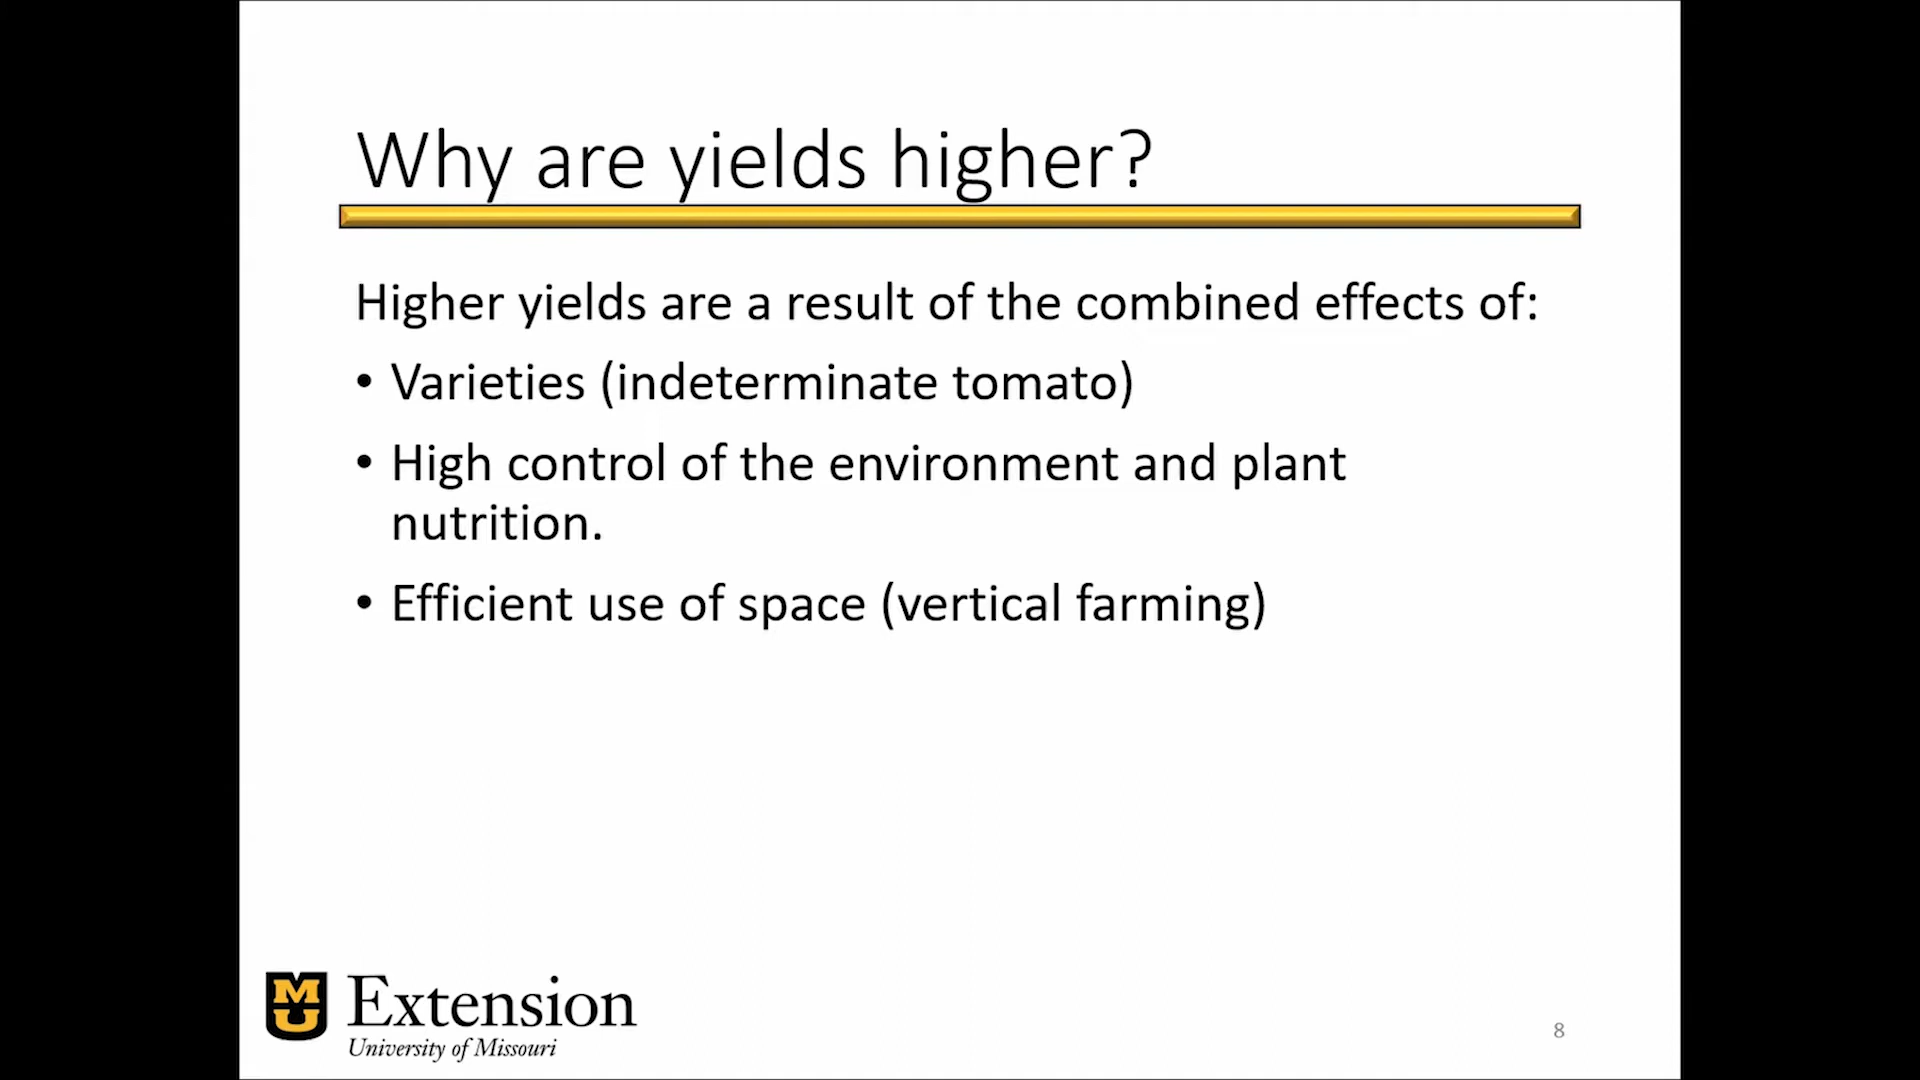 Why are yields higher?
Higher yields are a result of the combined effects of:
• Varieties (indeterminate tomato)
• High control of the environment and plant
nutrition.
• Efficient use of space (vertical farming)
MU
Extension
University of Missouri
8